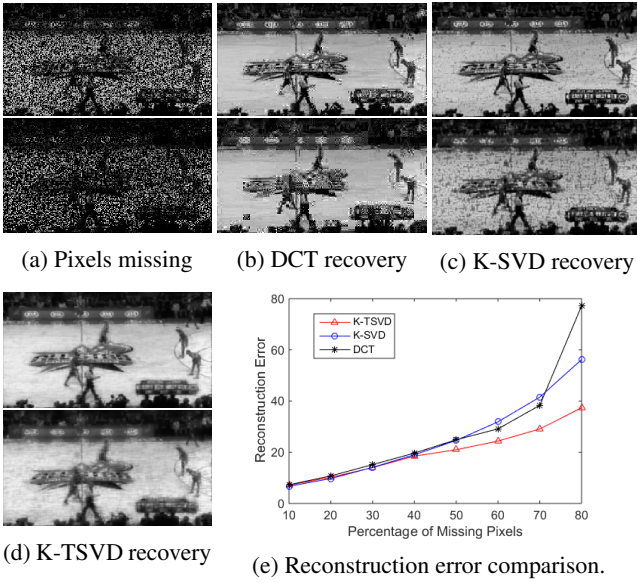 (a) Pixels missing
(b) DCT recovery
(c) K-SVD recovery
(d) K-TSVD recovery
80
60
40
20
0
Reconstruction Error
K-TSVD
K-SVD
DCT
10 20 30 40 50 60 70 80
Percentage of Missing Pixels
(e) Reconstruction error comparison.